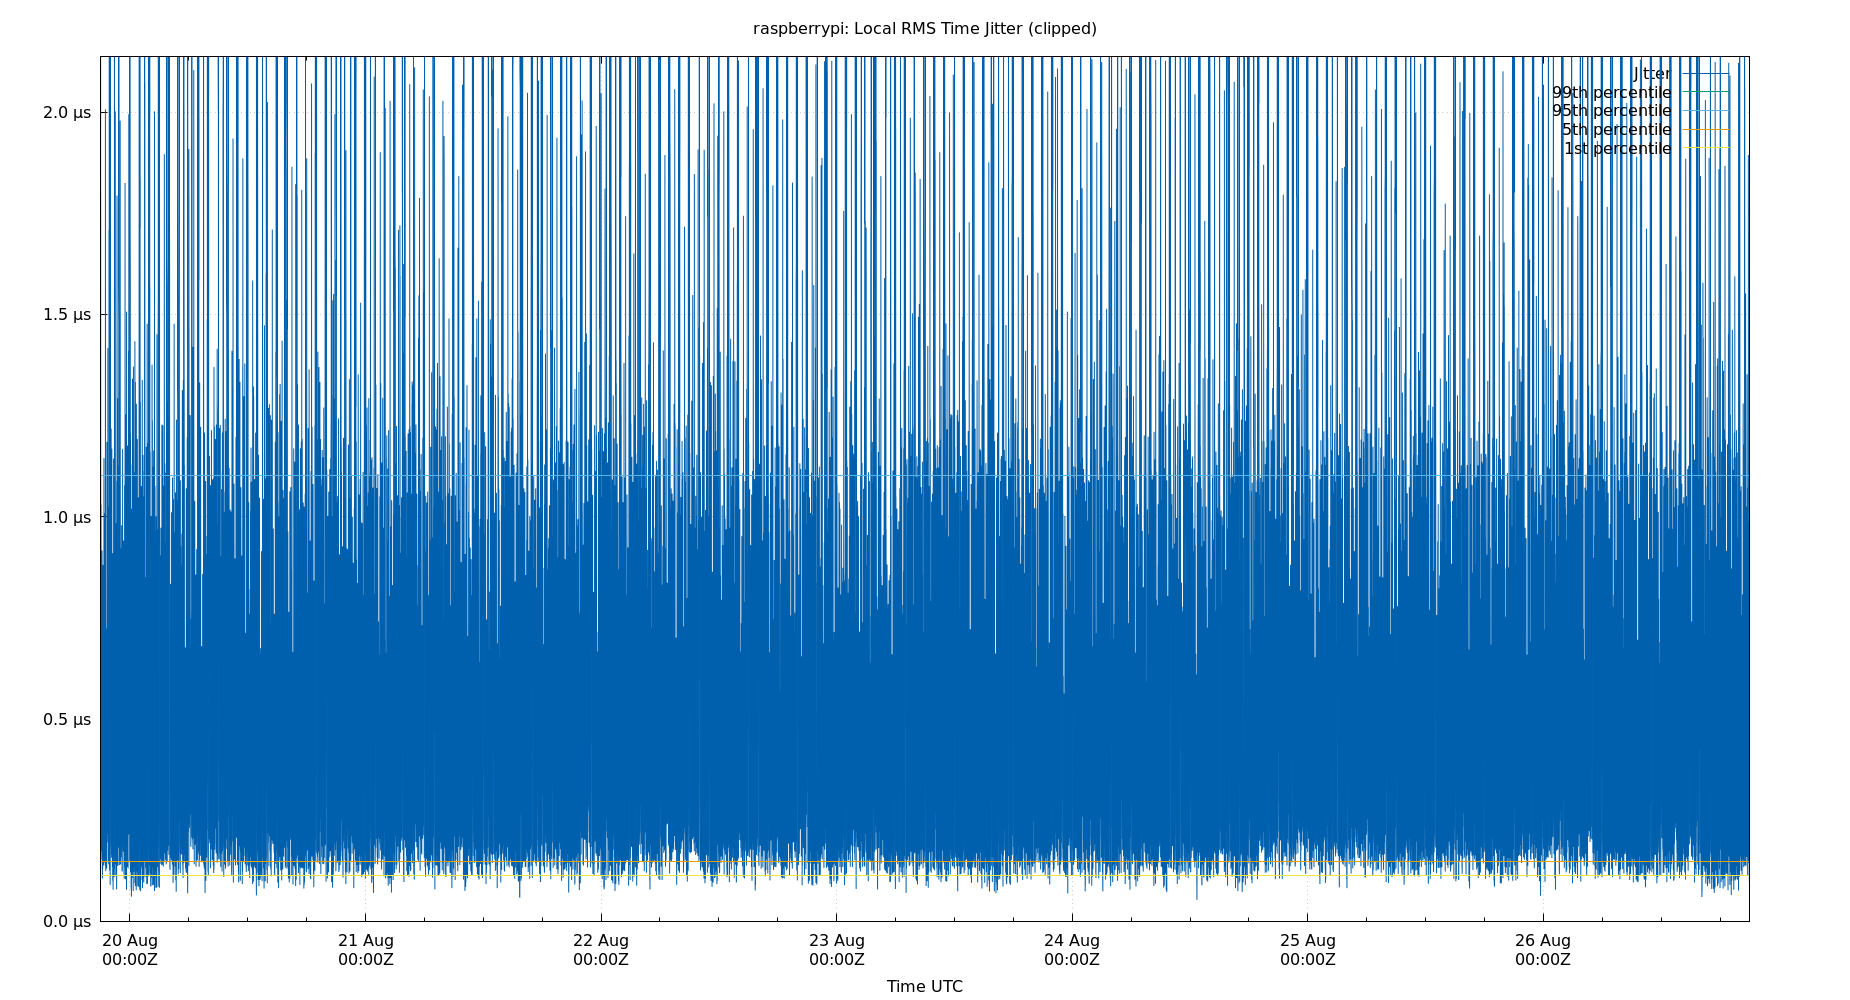 raspberrypi: Local RMS Time Jitter (clipped)
Jitter
99th percentile
95th percentile
5th percentile
1st percentile
2.0 μs
1.5 μs
1.0 μs
0.5 μs
0.0 μs
20 Aug 21 Aug 22 Aug 23 Aug 24 Aug 25 Aug 26 Aug
00:00Z 00:00Z 00:00Z 00:00Z 00:00Z 00:00Z 00:00Z
Time UTC